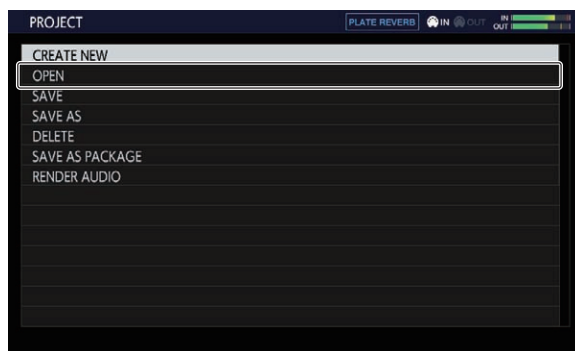 PROJECT PLATE REVERB IN OUT IN
OUT
CREATE NEW
OPEN
SAVE
SAVE AS
DELETE
SAVE AS PACKAGE
RENDER AUDIO